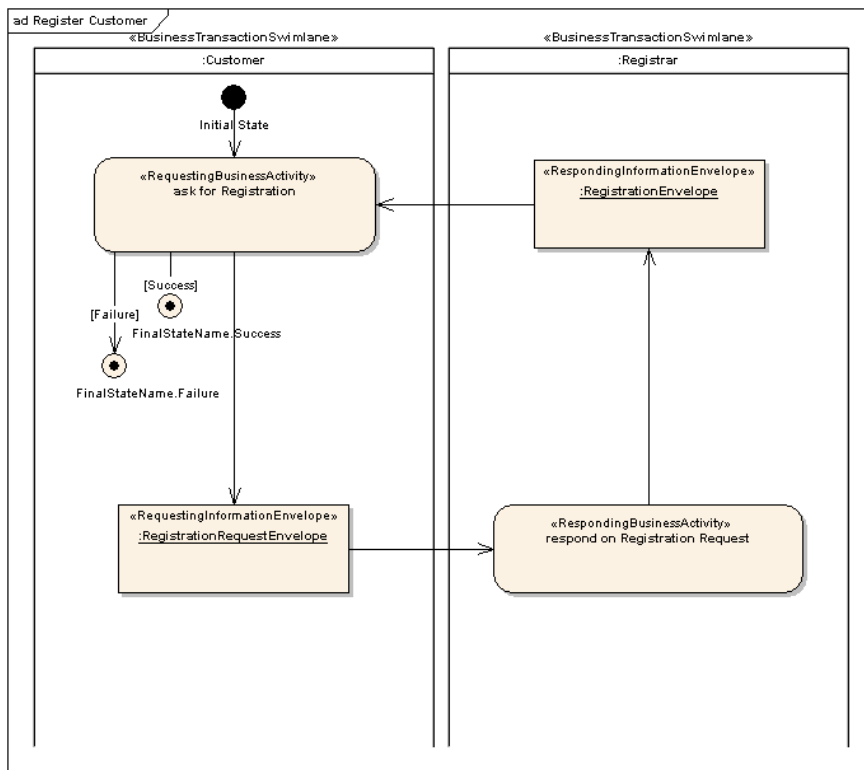 ad Register Customer
«BusinessTransactionSwimlane»
:Customer
Initial State
«RequestingBusinessActivity»
ask for Registration
[Success]
[Failure]
FinalStateName.Success
FinalStateName.Failure
«RequestingInformationEnvelope»
:RegistrationRequestEnvelope
«BusinessTransactionSwimlane»
:Registrar
«RespondingInformationEnvelope»
:RegistrationEnvelope
«RespondingBusinessActivity»
respond on Registration Request